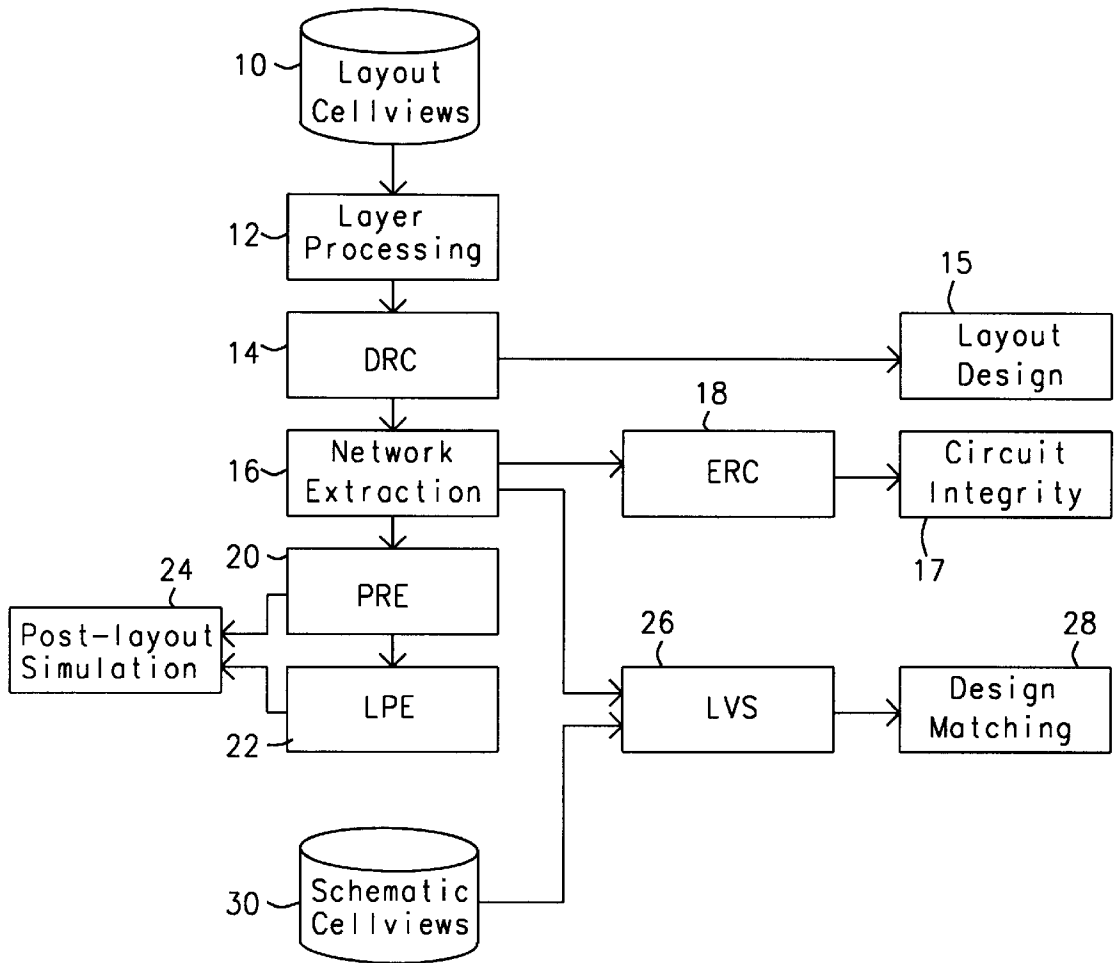 10
Layout
Cellviews
12
Layer
Processing
15
14
DRC
Layout
Design
18
16
Network
Extraction
ERC
Circuit
Integrity
17
20
PRE
24
Post-layout
Simulation
26
28
22
LPE
LVS
Design
Matching
30
Schematic
Cellviews